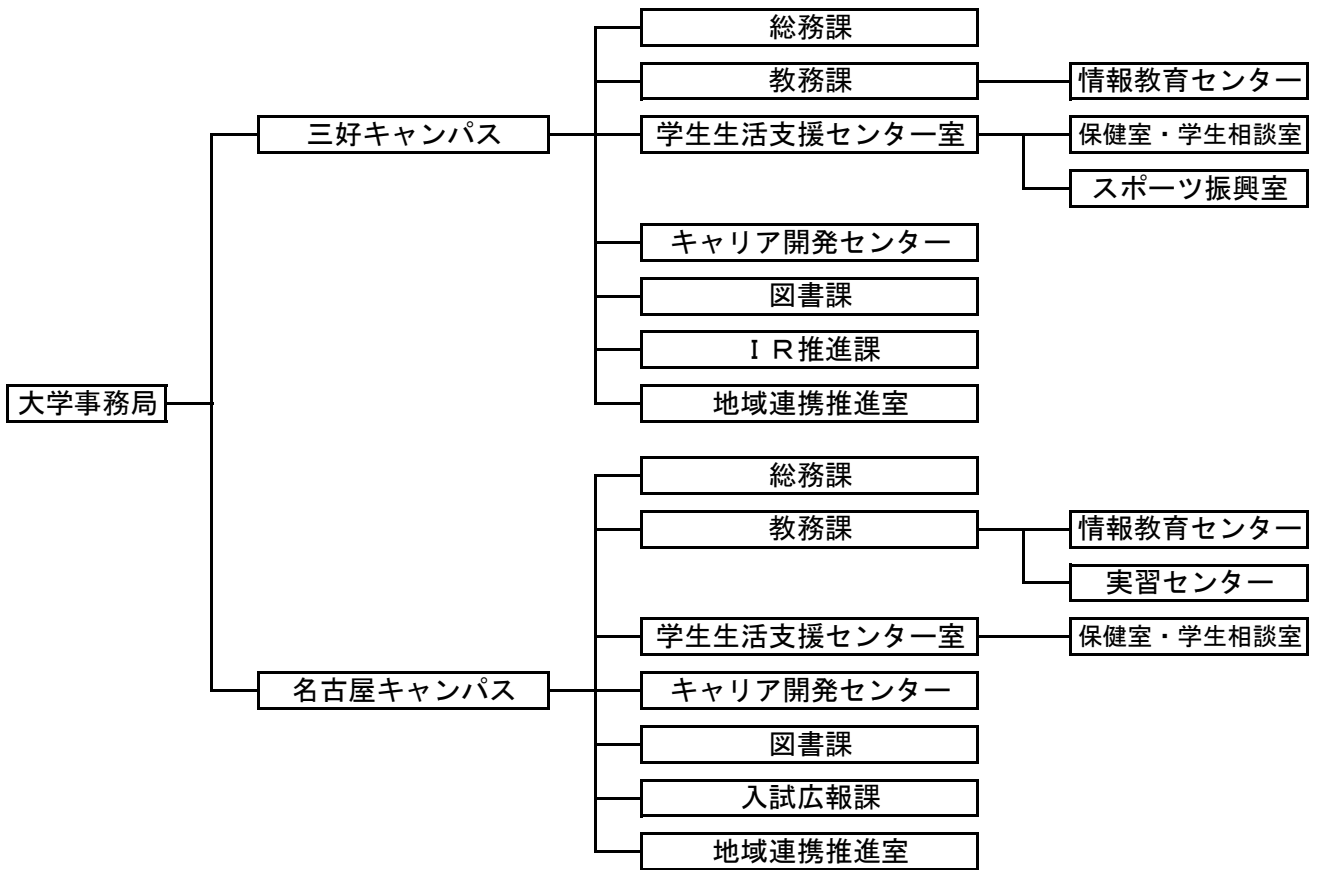 総務課
教務課
情報教育センター
三好キャンパス
学生生活支援センター室
保健室・学生相談室
スポーツ振興室
キャリア開発センター
図書課
ＩＲ推進課
大学事務局
地域連携推進室
総務課
教務課
情報教育センター
実習センター
学生生活支援センター室
保健室・学生相談室
名古屋キャンパス
キャリア開発センター
図書課
入試広報課
地域連携推進室